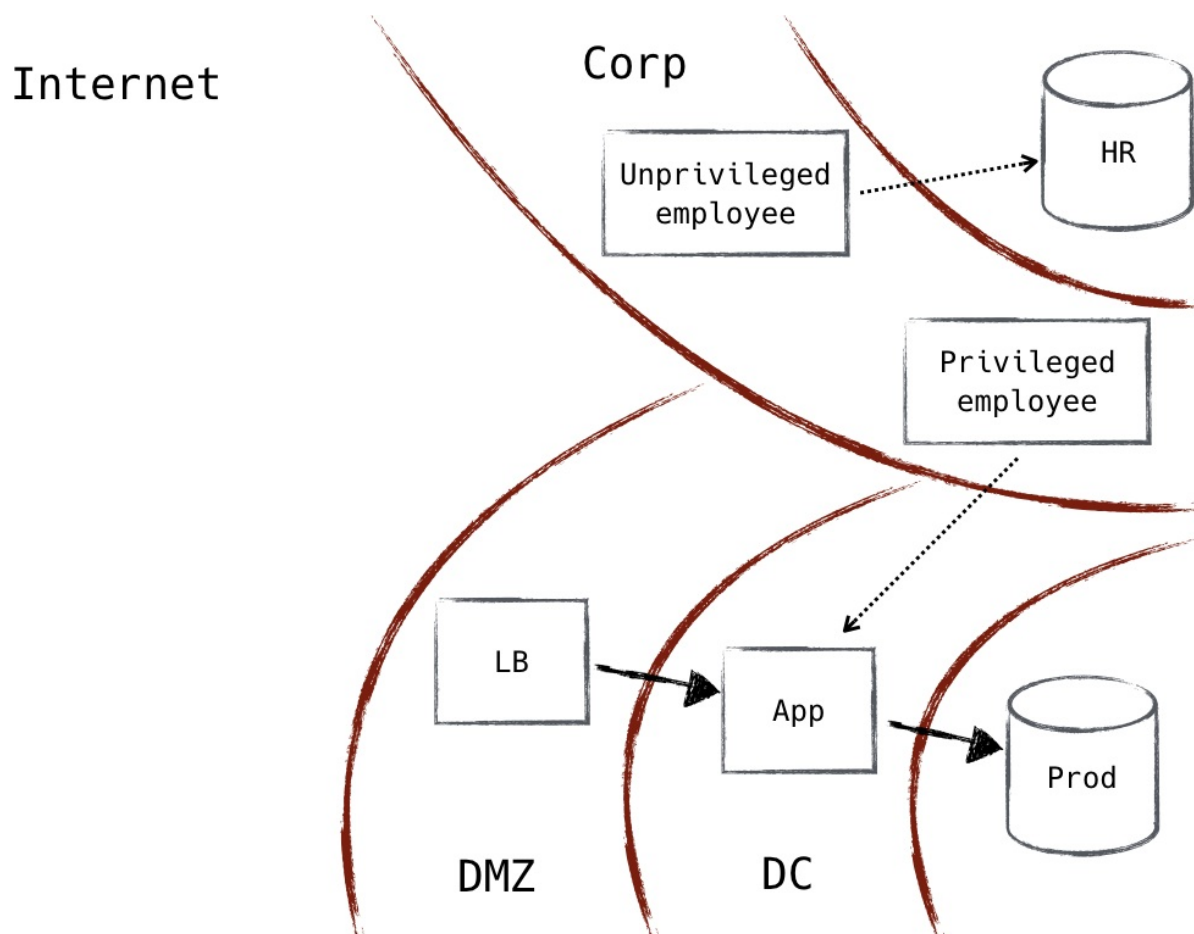 Internet
Corp
HR
Unprivileged
employee
Privileged
employee
LB
App
Prod
DMZ
DC